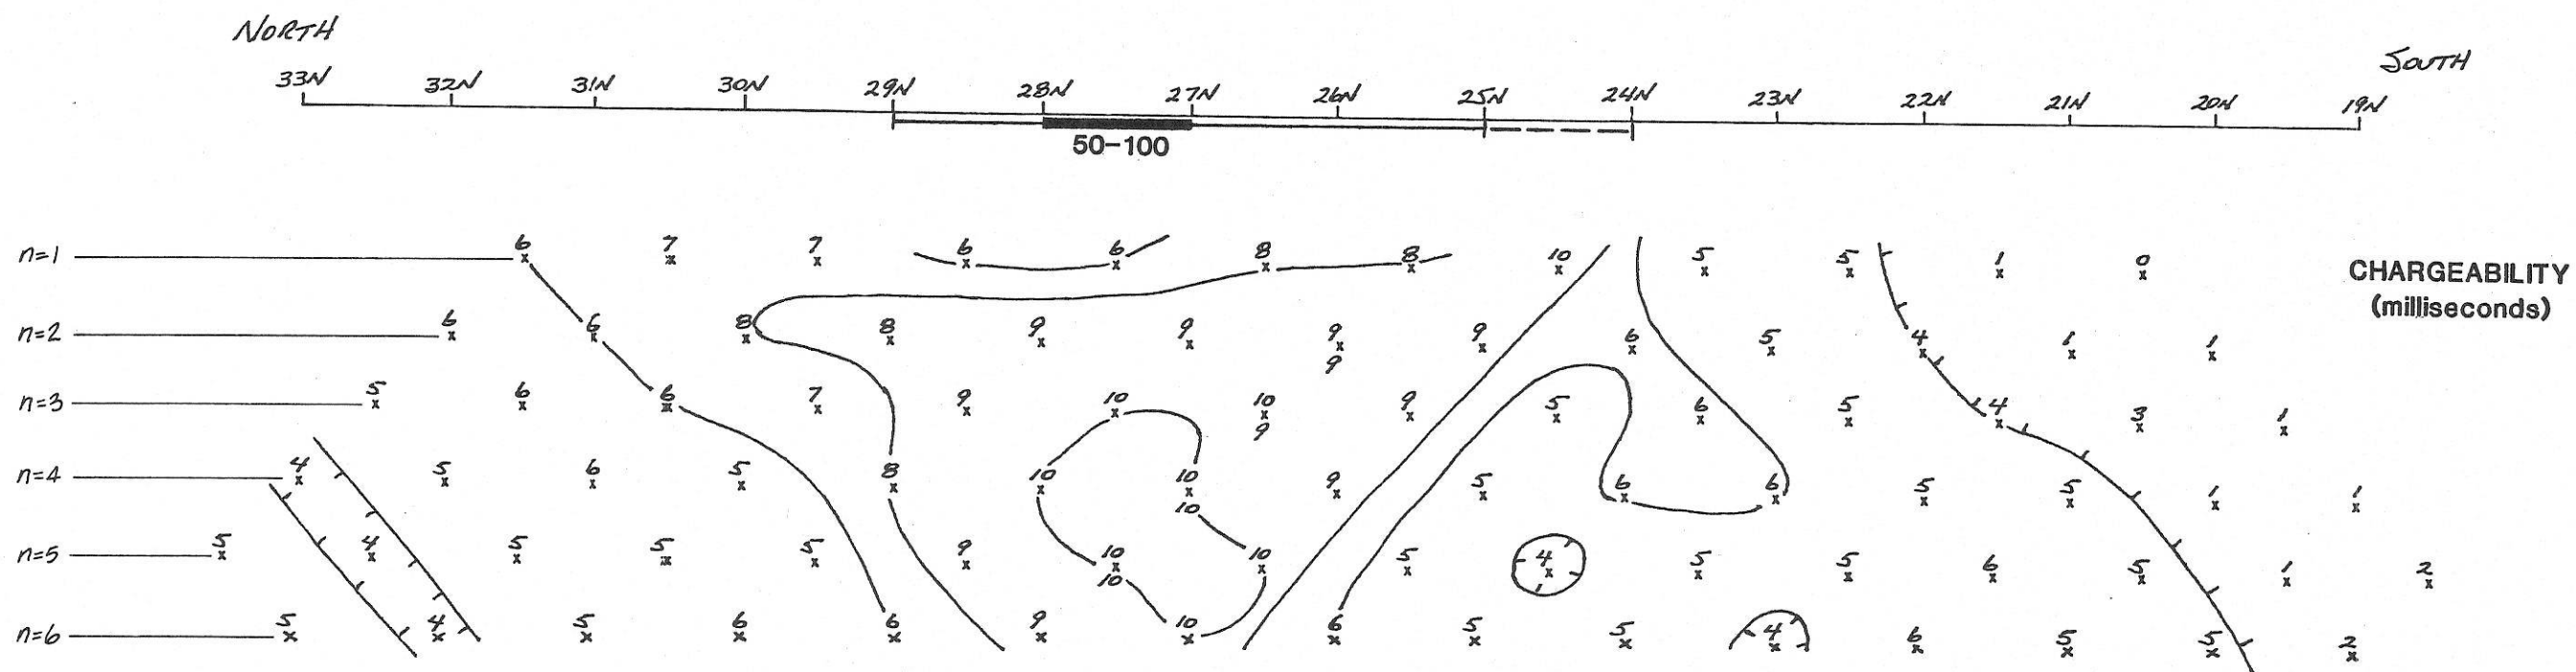 NORTH
SOUTH
33N 32N 31N 30N 29N 28N 27N 26N 25N 24N 23N 22N 21N 20N 19N
50-100
n=1 6 7 7 6 6 8 8 10 5 5 1 0
CHARGEABILITY
(milliseconds)
n=2 6 6 8 8 9 9 9 9 6 5 4 1 1
9
n=3 5 6 6 7 9 10 10 9 5 6 5 4 3 1
9
n=4 4 5 6 5 8 10 10 9 5 6 6 5 5 1 1
10
n=5 5 4 5 5 5 9 10 10 5 4 5 5 6 5 1 2
10
n=6 5 4 5 6 6 9 10 6 5 5 4 6 5 5 2